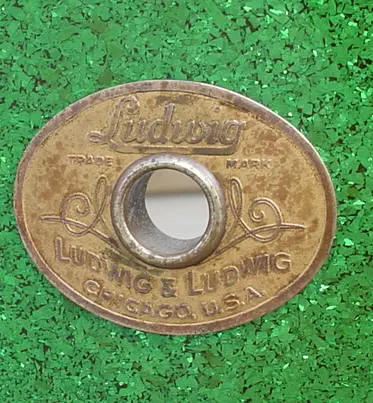 Ludwig
TRADE MARK
LUDWIG & LUDWIG
CHICAGO, U.S.A.